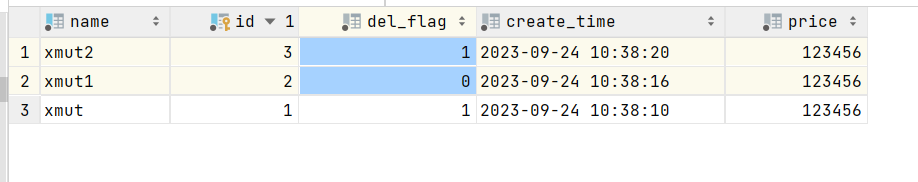 name id 1 del_flag create_time price
1 xmut2 3 1 2023-09-24 10:38:20 123456
2 xmut1 2 0 2023-09-24 10:38:16 123456
3 xmut 1 1 2023-09-24 10:38:10 123456